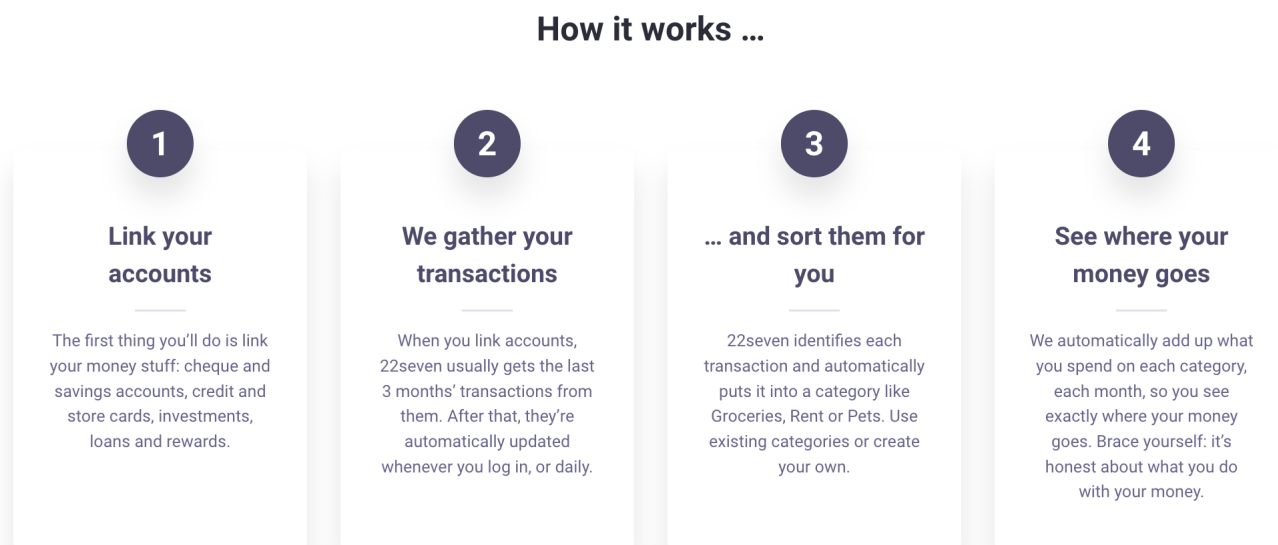 How it works …
1
Link your
accounts
The first thing you’ll do is link
your money stuff: cheque and
savings accounts, credit and
store cards, investments,
loans and rewards.
2
We gather your
transactions
When you link accounts,
22seven usually gets the last
3 months’ transactions from
them. After that, they’re
automatically updated
whenever you log in, or daily.
3
… and sort them for
you
22seven identifies each
transaction and automatically
puts it into a category like
Groceries, Rent or Pets. Use
existing categories or create
your own.
4
See where your
money goes
We automatically add up what
you spend on each category,
each month, so you see
exactly where your money
goes. Brace yourself: it’s
honest about what you do
with your money.